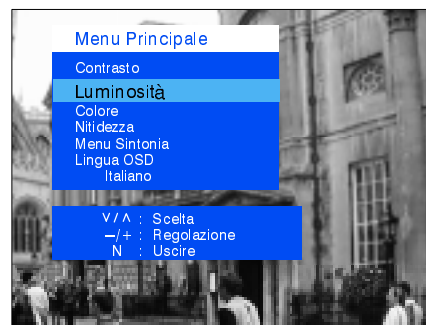 Menu Principale
Contrasto
Luminosità
Colore
Nitidezza
Menu Sintonia
Lingua OSD
Italiano
∨/∧ : Scelta
−/+ : Regolazione
N : Uscire